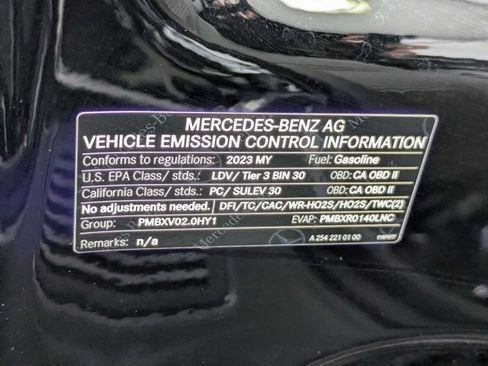 MERCEDES-BENZ AG
VEHICLE EMISSION CONTROL INFORMATION
Conforms to regulations: 2023 MY Fuel: Gasoline
U.S. EPA Class/ stds.: LDV/ Tier 3 BIN 30 OBD: CA OBD II
California Class/ stds.: PC/ SULEV 30 OBD: CA OBD II
No adjustments needed. DFI/TC/CAC/WR-HO2S/HO2S/TWC(2)
Group: PMBXV02.0HY1 EVAP: PMBXR0140LNC
Remarks: n/a A 254 221 01 00